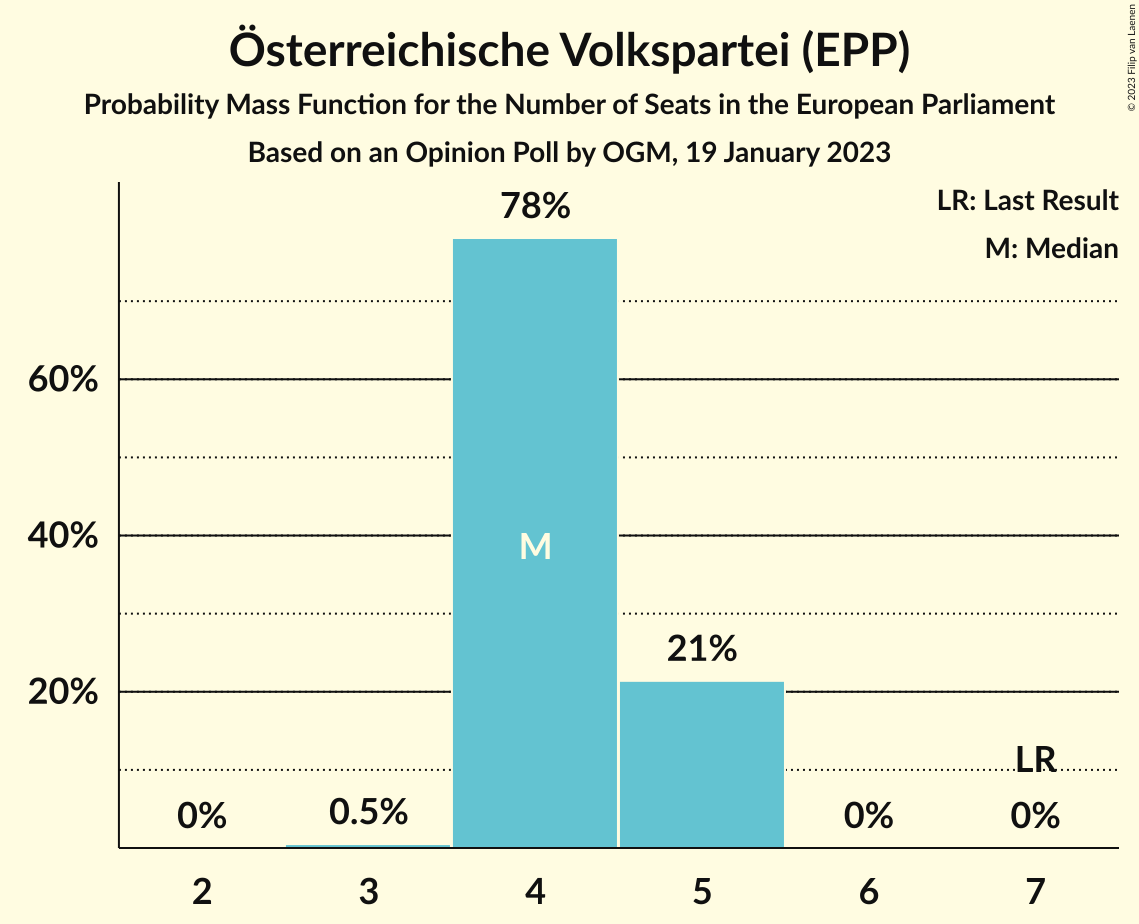 Österreichische Volkspartei (EPP)
Probability Mass Function for the Number of Seats in the European Parliament
Based on an Opinion Poll by OGM, 19 January 2023
© 2023 Filip van Laenen
LR: Last Result
M: Median
78%
60%
40%
M
21%
20%
LR
0%
0.5%
0%
0%
2
3
4
5
6
7